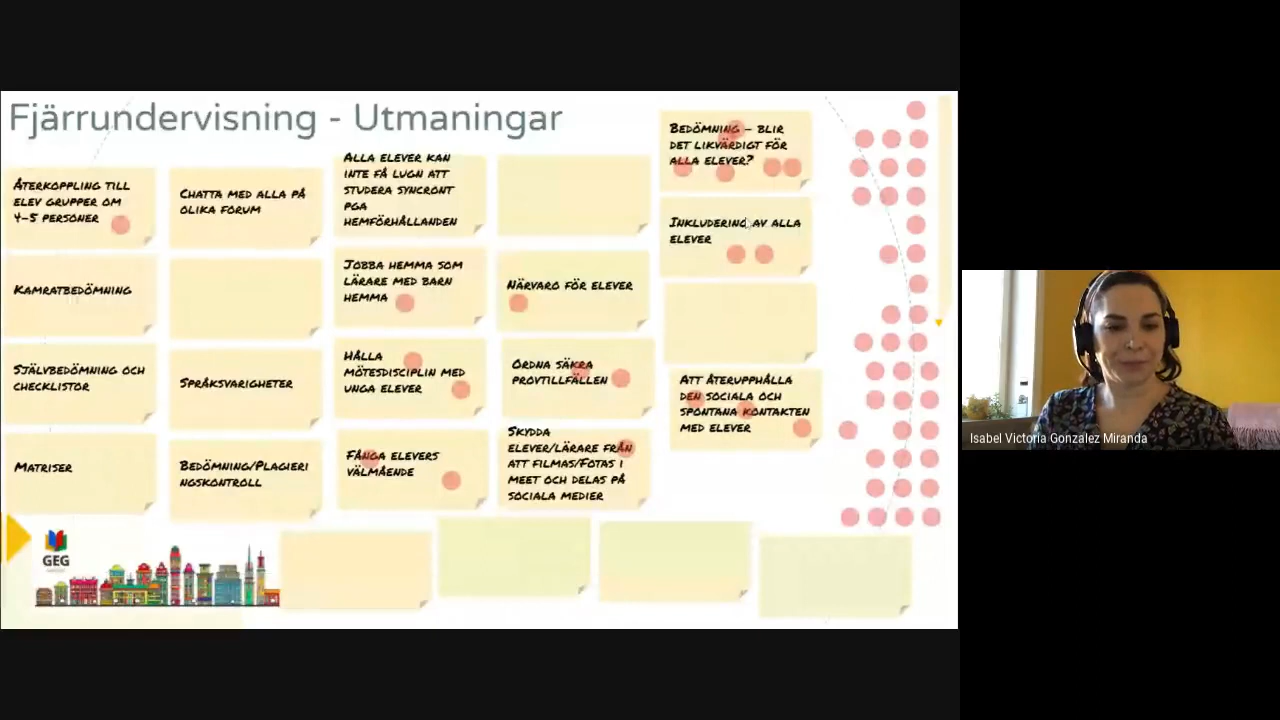 Fjärrundervisning - Utmaningar
ÅTERKOPPLING TILL
ELEV GRUPPER OM
4-5 PERSONER
CHATTA MED ALLA PÅ
OLIKA FORUM
ALLA ELEVER KAN
INTE FÅ LUGN ATT
STUDERA SYNCRONT
PGA
HEMFÖRHÅLLANDEN
BEDÖMNING - BLIR
DET LIKVÄRDIGT FÖR
ALLA ELEVER?
INKLUDERING AV ALLA
ELEVER
KAMRATBEDÖMNING
JOBBA HEMMA SOM
LÄRARE MED BARN
HEMMA
NÄRVARO FÖR ELEVER
SJÄLVBEDÖMNING OCH
CHECKLISTOR
SPRÅKSVARIGHETER
HÅLLA
MÖTESDISCIPLIN MED
UNGA ELEVER
ORDNA SÄKRA
PROVTILLFÄLLEN
ATT ÅTERUPPHÅLLA
DEN SOCIALA OCH
SPONTANA KONTAKTEN
MED ELEVER
MATRISER
BEDÖMNING/PLAGIERI
NGSKONTROLL
FÅNGA ELEVERS
VÄLMÅENDE
SKYDDA
ELEVER/LÄRARE FRÅN
ATT FILMAS/FOTAS I
MEET OCH DELAS PÅ
SOCIALA MEDIER
GEG
Isabel Victoria Gonzalez Miranda